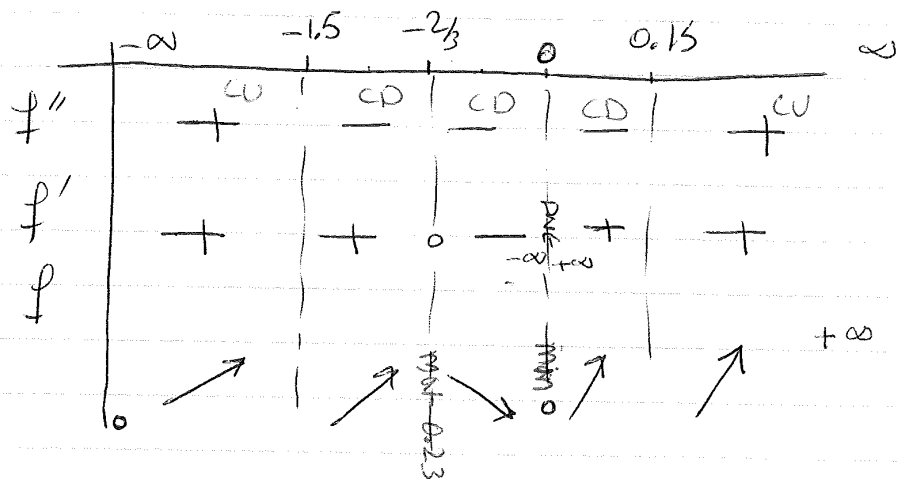 -∞ -1.5 -2/3 0 0.15 ∞
f'' CU + CD - CD - CD - CU +
f' + + 0 - DNE -∞ +∞ + +
f +∞
0 min 0
0.23